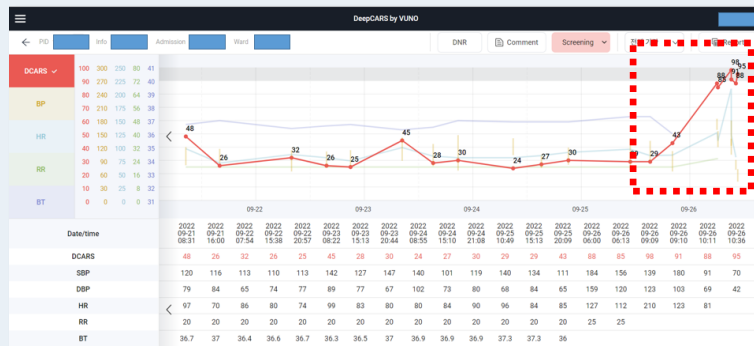 DeepCARS by VUNO
PID Info Admission Ward DNR Comment Screening
DCARS 100 300 250 80 41
90 270 225 72 40
BP 80 240 200 64 39
70 210 175 56 38
HR 60 180 150 48 37
50 150 125 40 36
RR 40 120 100 32 35
30 90 75 24 34
20 60 50 16 33
BT 10 30 25 8 32
0 0 0 0 31
48 26 32 26 25 45 28 30 24 27 30 29 43 88 98 91 95 88
09-22 09-23 09-24 09-25 09-26
Date/time 2022 09-21 08:31 2022 09-21 16:00 2022 09-22 07:54 2022 09-22 15:38 2022 09-22 20:57 2022 09-23 08:22 2022 09-23 15:13 2022 09-23 20:44 2022 09-24 08:55 2022 09-24 15:10 2022 09-24 21:08 2022 09-25 10:49 2022 09-25 15:13 2022 09-25 20:09 2022 09-26 06:00 2022 09-26 06:13 2022 09-26 09:09 2022 09-26 09:10 2022 09-26 10:11 2022 09-26 10:36
DCARS 48 26 32 26 25 45 28 30 24 27 30 29 29 43 88 85 98 91 88 95
SBP 120 116 113 110 113 142 127 147 140 101 119 140 134 111 184 156 139 180 91 70
DBP 79 84 65 74 77 89 77 67 102 73 80 68 84 65 159 120 123 103 69 42
HR 97 70 86 80 74 99 83 80 80 84 90 96 84 85 127 112 210 123 81
RR 20 20 20 20 20 20 20 20 20 20 20 20 20 20 25 25
BT 36.7 37 36.4 36.6 36.7 36.3 36.5 37 36.9 36.9 36.9 37.3 37.3 36